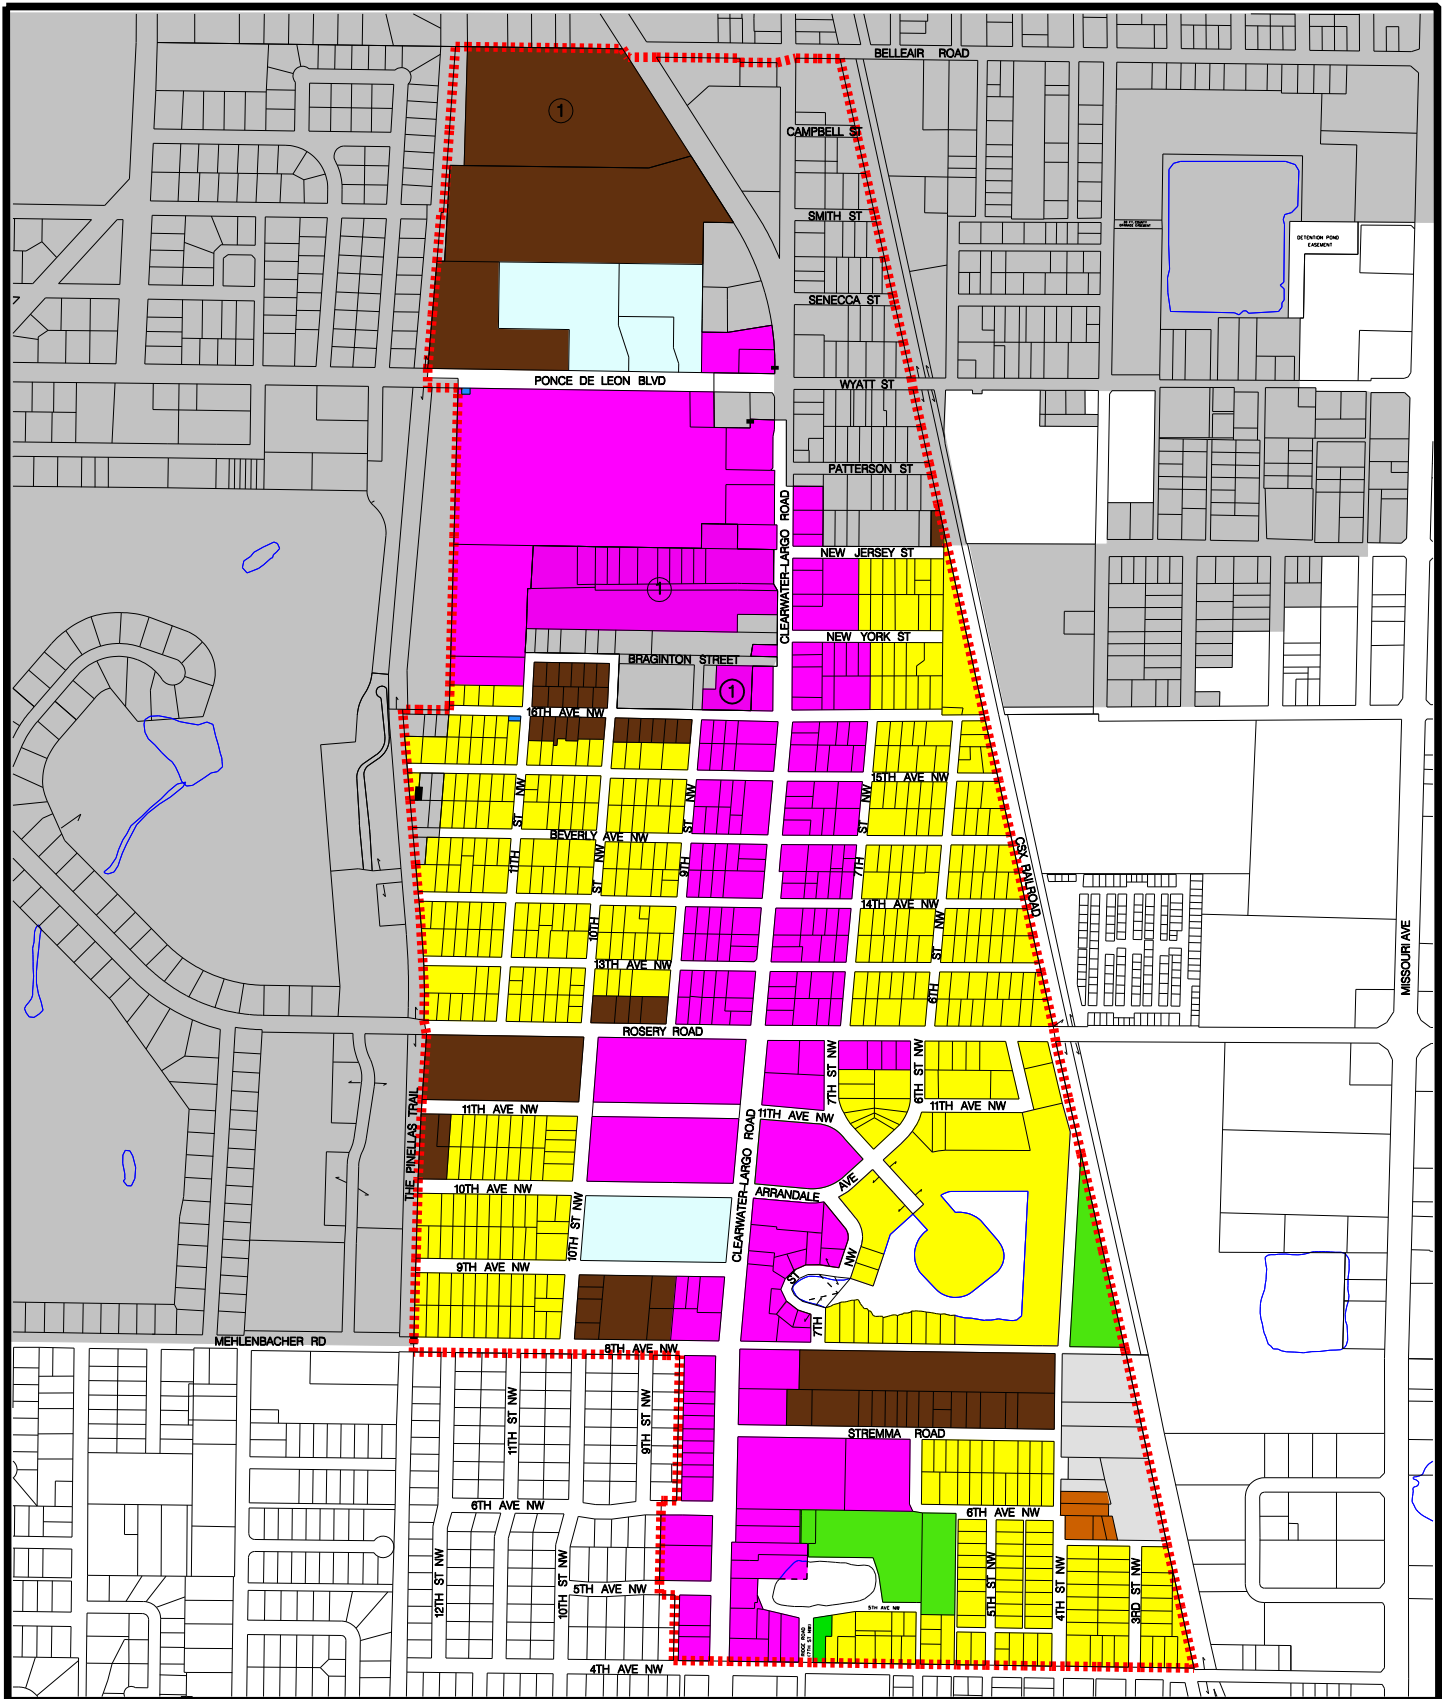 BELLEAIR ROAD
1
CAMPBELL ST
SMITH ST
DETENTION POND
EASEMENT
SENECCA ST
PONCE DE LEON BLVD
WYATT ST
PATTERSON ST
CLEARWATER-LARGO ROAD
NEW JERSEY ST
1
NEW YORK ST
BRAGINTON STREET
1
16TH AVE NW
15TH AVE NW
11TH ST NW
9TH ST NW
7TH ST NW
BEVERLY AVE NW
CSX RAILROAD
10TH ST NW
14TH AVE NW
6TH ST NW
MISSOURI AVE
13TH AVE NW
ROSERY ROAD
7TH ST NW
6TH ST NW
THE PINELLAS TRAIL
11TH AVE NW
11TH AVE NW
11TH AVE NW
CLEARWATER-LARGO ROAD
10TH AVE NW
ARRANDALE AVE
10TH ST NW
9TH AVE NW
7TH ST NW
MEHLENBACHER RD
8TH AVE NW
11TH ST NW
9TH ST NW
STREMMA ROAD
6TH AVE NW
6TH AVE NW
12TH ST NW
10TH ST NW
5TH AVE NW
5TH ST NW
4TH ST NW
3RD ST NW
5TH AVE NW
4TH AVE NW